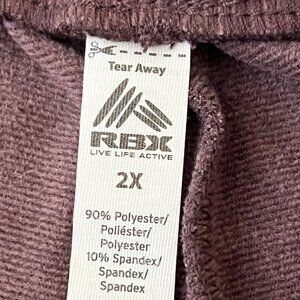 Tear Away
RBX
LIVE LIFE ACTIVE
2X
90% Polyester/
Poliéster/
Polyester
10% Spandex/
Spandex/
Spandex